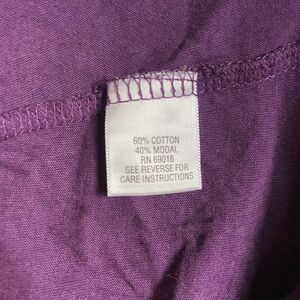 60% COTTON
40% MODAL
RN 69016
SEE REVERSE FOR
CARE INSTRUCTIONS